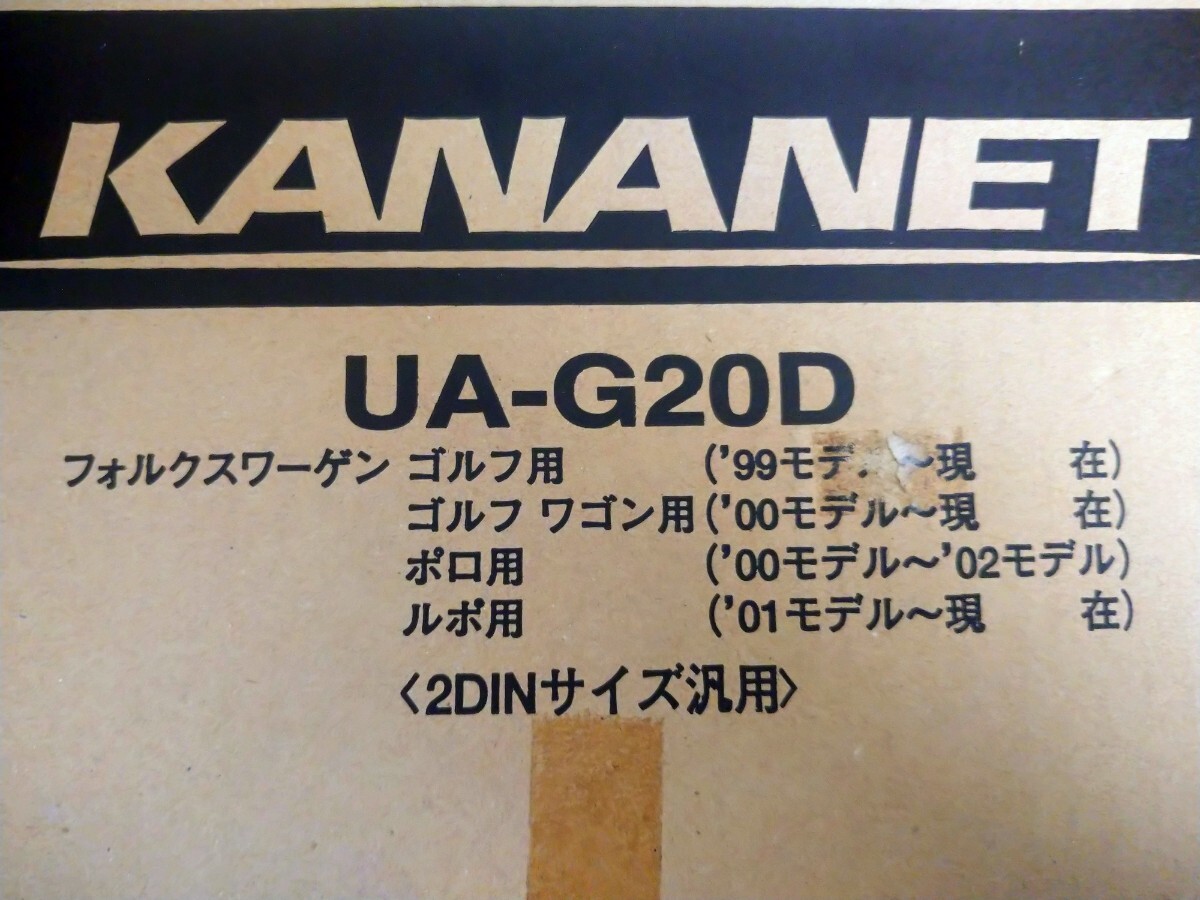 KANANET
UA-G20D
フォルクスワーゲン ゴルフ用 ('99モデ 〜現 在)
ゴルフ ワゴン用 ('00モデル〜現 在)
ポロ用 ('00モデル〜'02モデル)
ルポ用 ('01モデル〜現 在)
〈2DINサイズ汎用〉